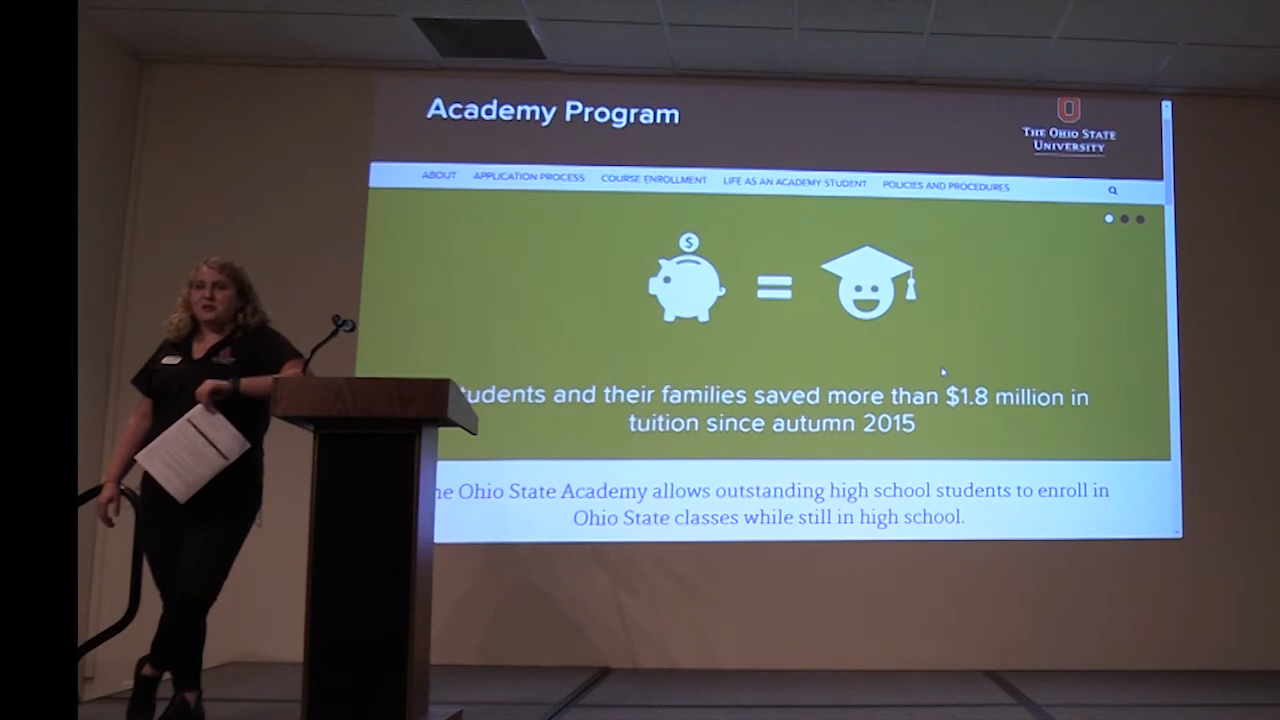 Academy Program
O
THE OHIO STATE
UNIVERSITY
ABOUT APPLICATION PROCESS COURSE ENROLLMENT LIFE AS AN ACADEMY STUDENT POLICIES AND PROCEDURES
$
and their families saved more than $1.8 million in
tuition since autumn 2015
Ohio State Academy allows outstanding high school students to enroll in
Ohio State classes while still in high school.